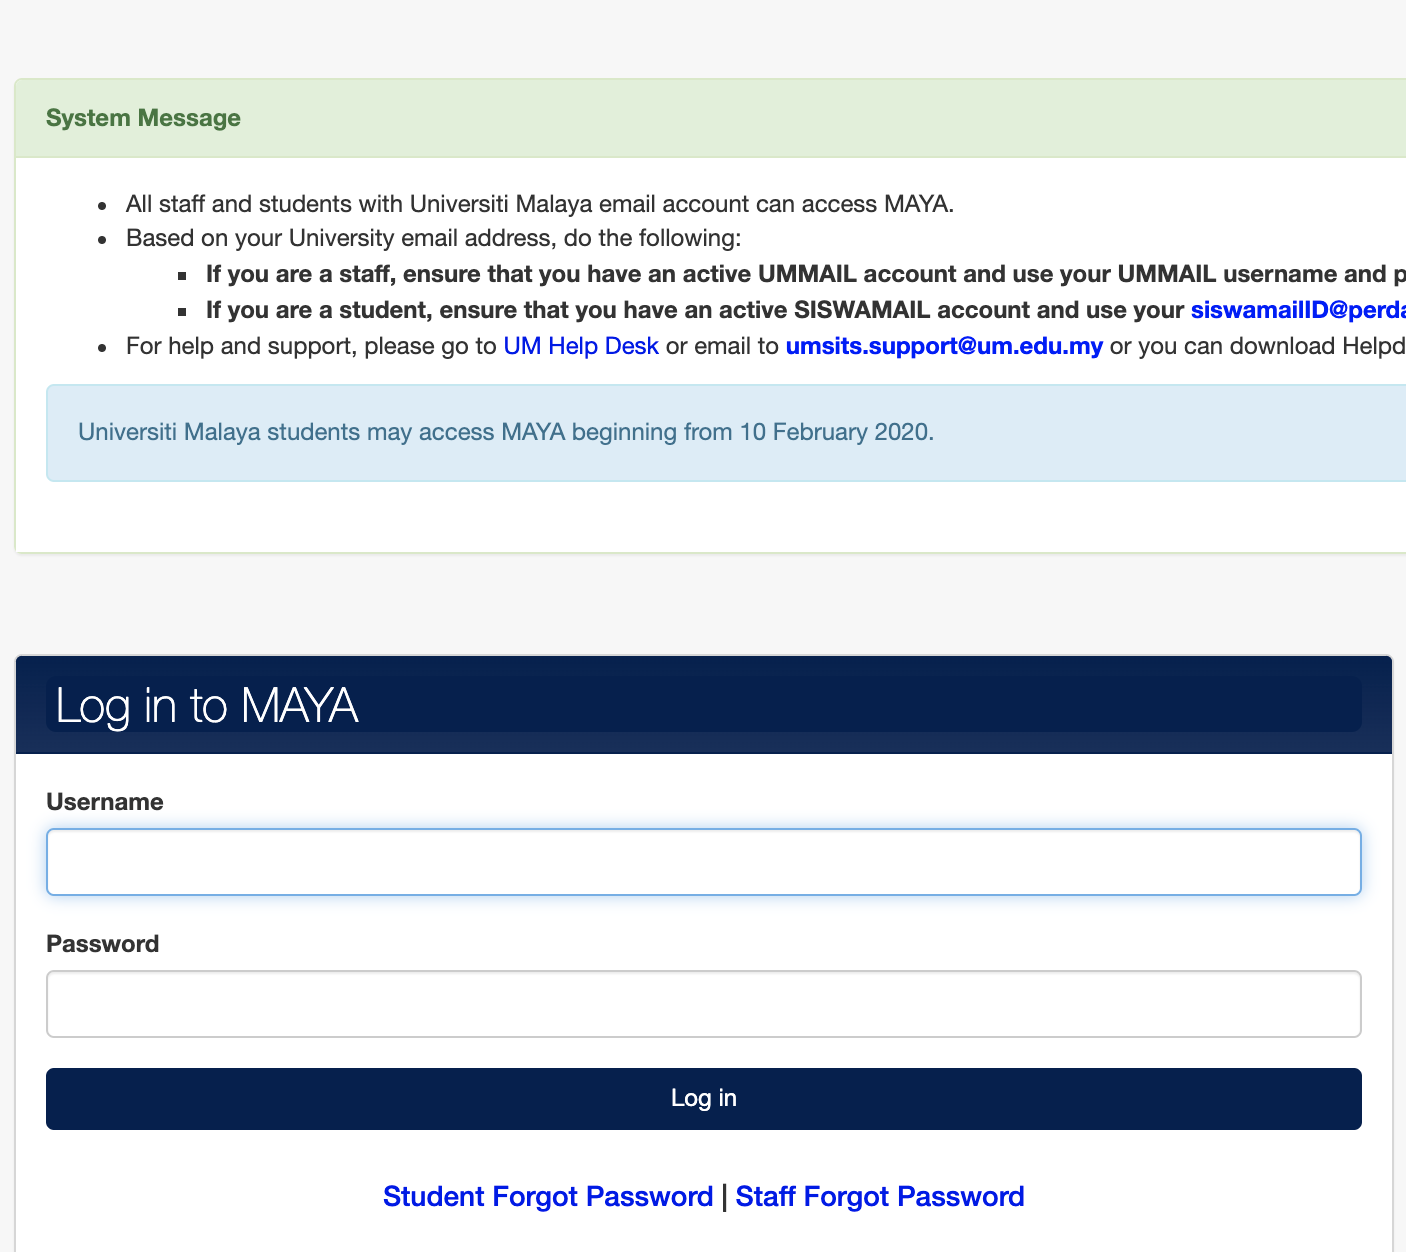 System Message
All staff and students with Universiti Malaya email account can access MAYA.
Based on your University email address, do the following:
If you are a staff, ensure that you have an active UMMAIL account and use your UMMAIL username and
If you are a student, ensure that you have an active SISWAMAIL account and use your
For help and support, please go to UM Help Desk or email to umsits.support@um.edu.my or you can download
Universiti Malaya students may access MAYA beginning from 10 February 2020.
Log in to MAYA
Username
Password
Log in
Student Forgot Password | Staff Forgot Password